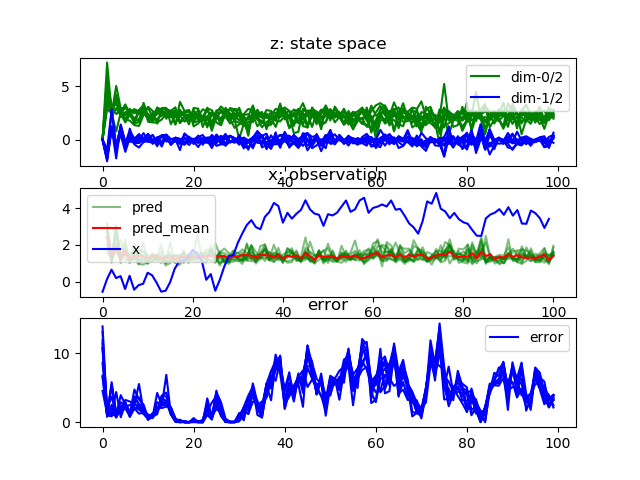 z: state space
5
0
dim-0/2
dim-1/2
0 20 40 60 80 100
x: observation
4
2
0
pred
pred_mean
x
0 20 40 60 80 100
error
10
0
error
0 20 40 60 80 100